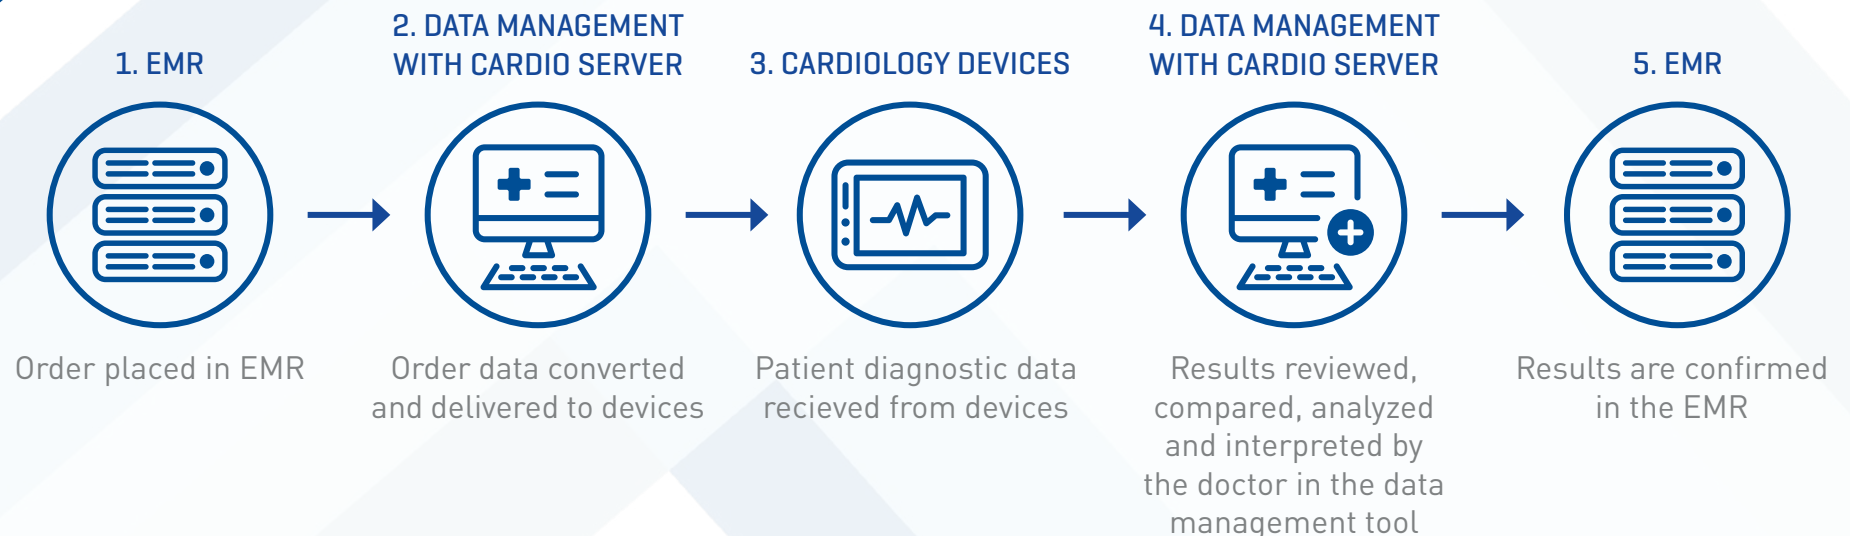 1. EMR
Order placed in EMR
2. DATA MANAGEMENT
WITH CARDIO SERVER
Order data converted
and delivered to devices
3. CARDIOLOGY DEVICES
Patient diagnostic data
recieved from devices
4. DATA MANAGEMENT
WITH CARDIO SERVER
Results reviewed,
compared, analyzed
and interpreted by
the doctor in the data
management tool
5. EMR
Results are confirmed
in the EMR